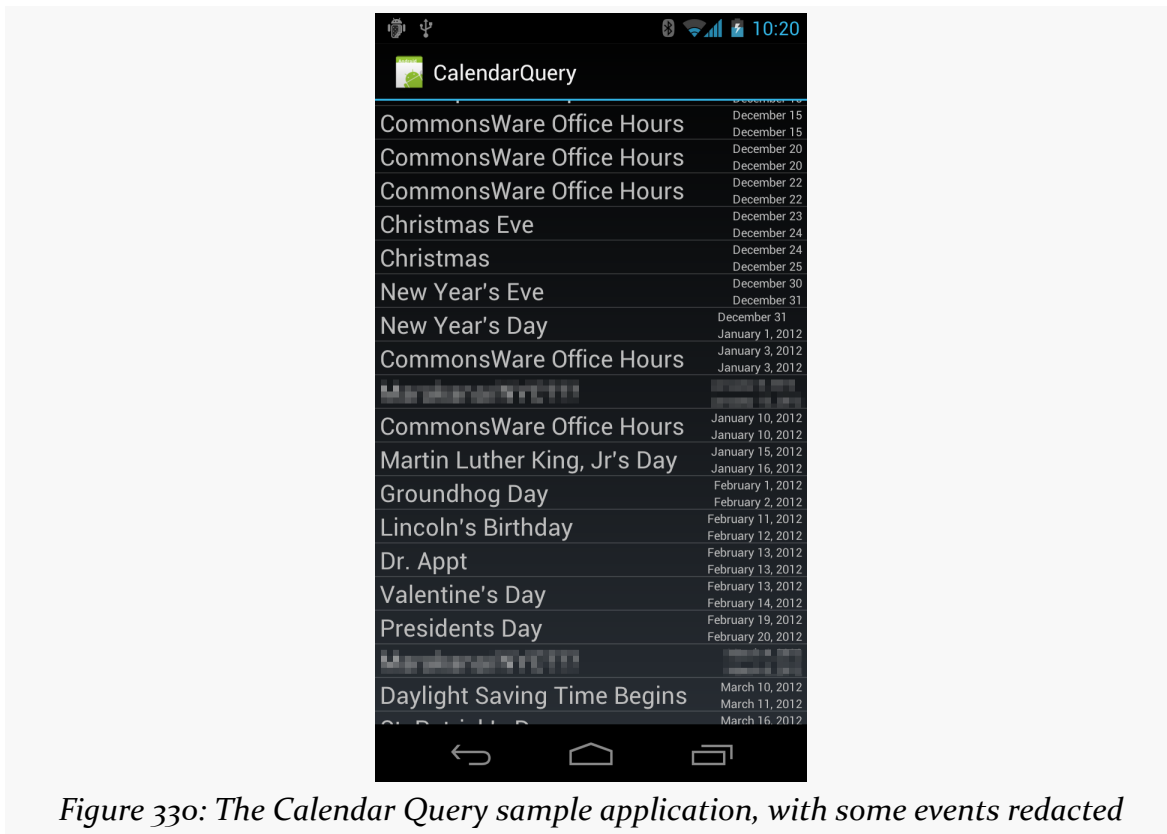 10:20
CalendarQuery
CommonsWare Office Hours
December 15
December 15
CommonsWare Office Hours
December 20
December 20
CommonsWare Office Hours
December 22
December 22
Christmas Eve
December 23
December 24
Christmas
December 24
December 25
New Year's Eve
December 30
December 31
New Year's Day
December 31
January 1, 2012
CommonsWare Office Hours
January 3, 2012
January 3, 2012
CommonsWare Office Hours
January 10, 2012
January 10, 2012
Martin Luther King, Jr's Day
January 15, 2012
January 16, 2012
Groundhog Day
February 1, 2012
February 2, 2012
Lincoln's Birthday
February 11, 2012
February 12, 2012
Dr. Appt
February 13, 2012
February 13, 2012
Valentine's Day
February 13, 2012
February 14, 2012
Presidents Day
February 19, 2012
February 20, 2012
Daylight Saving Time Begins
March 10, 2012
March 11, 2012
March 16, 2012
Figure 330: The Calendar Query sample application, with some events redacted